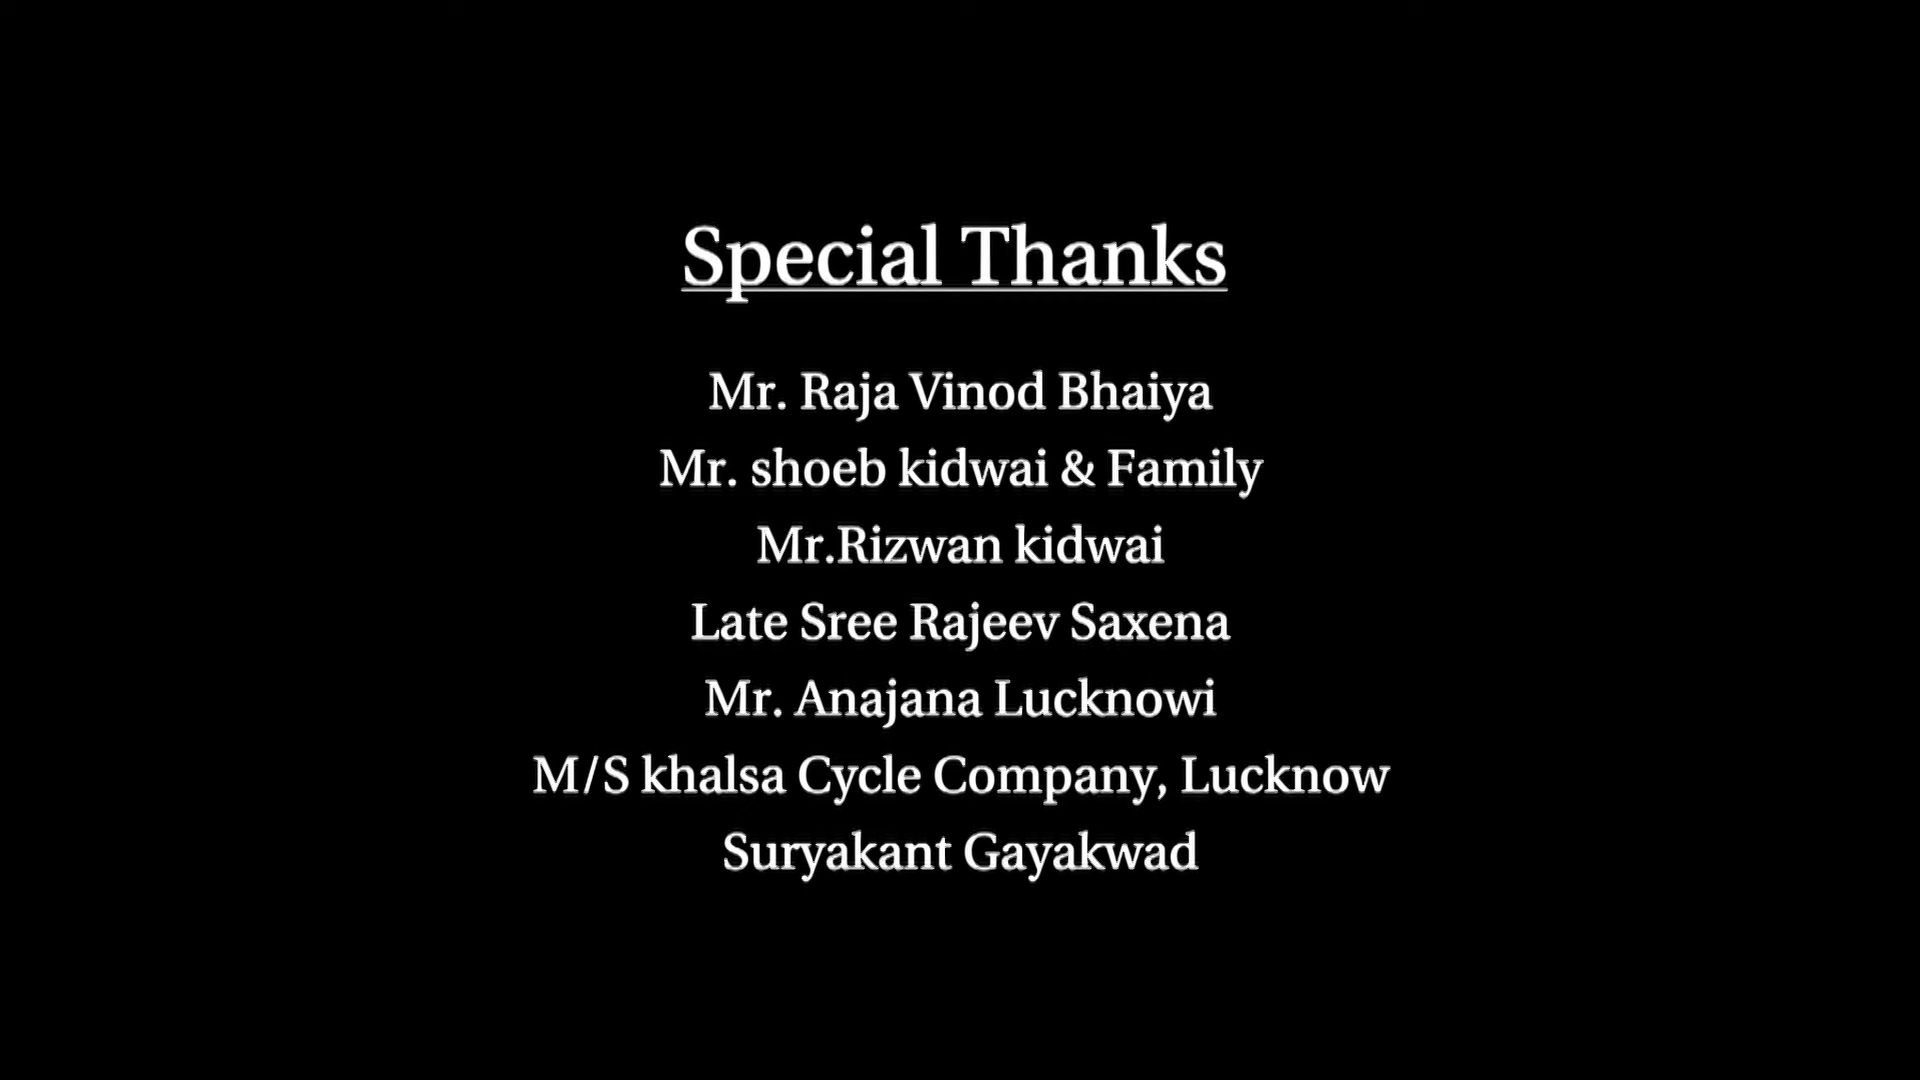 Special Thanks
Mr. Raja Vinod Bhaiya
Mr. shoeb kidwai & Family
Mr.Rizwan kidwai
Late Sree Rajeev Saxena
Mr. Anajana Lucknowi
M/S khalsa Cycle Company, Lucknow
Suryakant Gayakwad